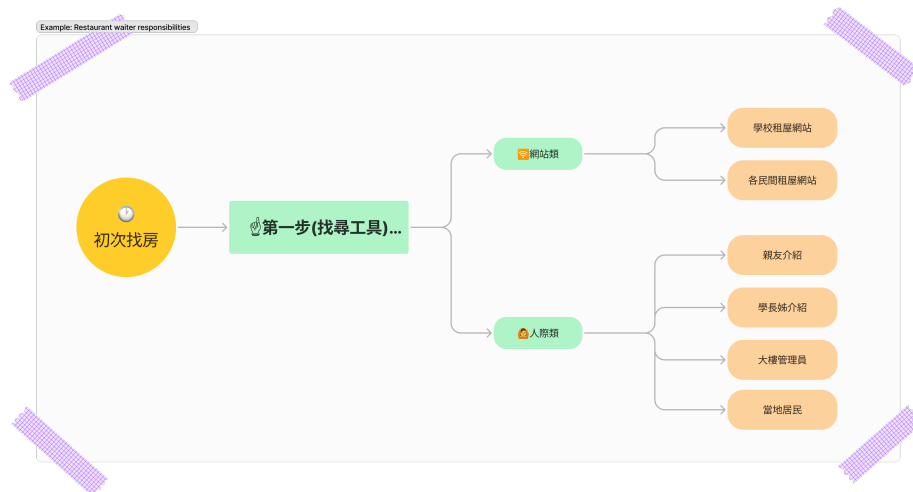 Example: Restaurant waiter responsibilities
初次找房
☝第一步(找尋工具)...
🛜網站類
🙆人際類
學校租屋網站
各民間租屋網站
親友介紹
學長姊介紹
大樓管理員
當地居民